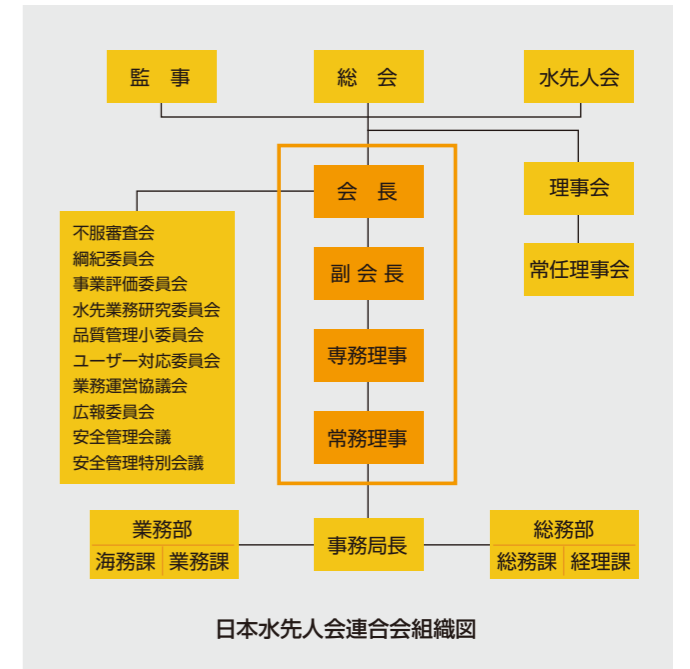 監　事
総　会
水先人会
会　長
理事会
不服審査会
綱紀委員会
事業評価委員会
水先業務研究委員会
品質管理小委員会
ユーザー対応委員会
業務運営協議会
広報委員会
安全管理会議
安全管理特別会議
副 会 長
常任理事会
専務理事
常務理事
業務部
海務課 業務課
事務局長
総務部
総務課 経理課
日本水先人会連合会組織図